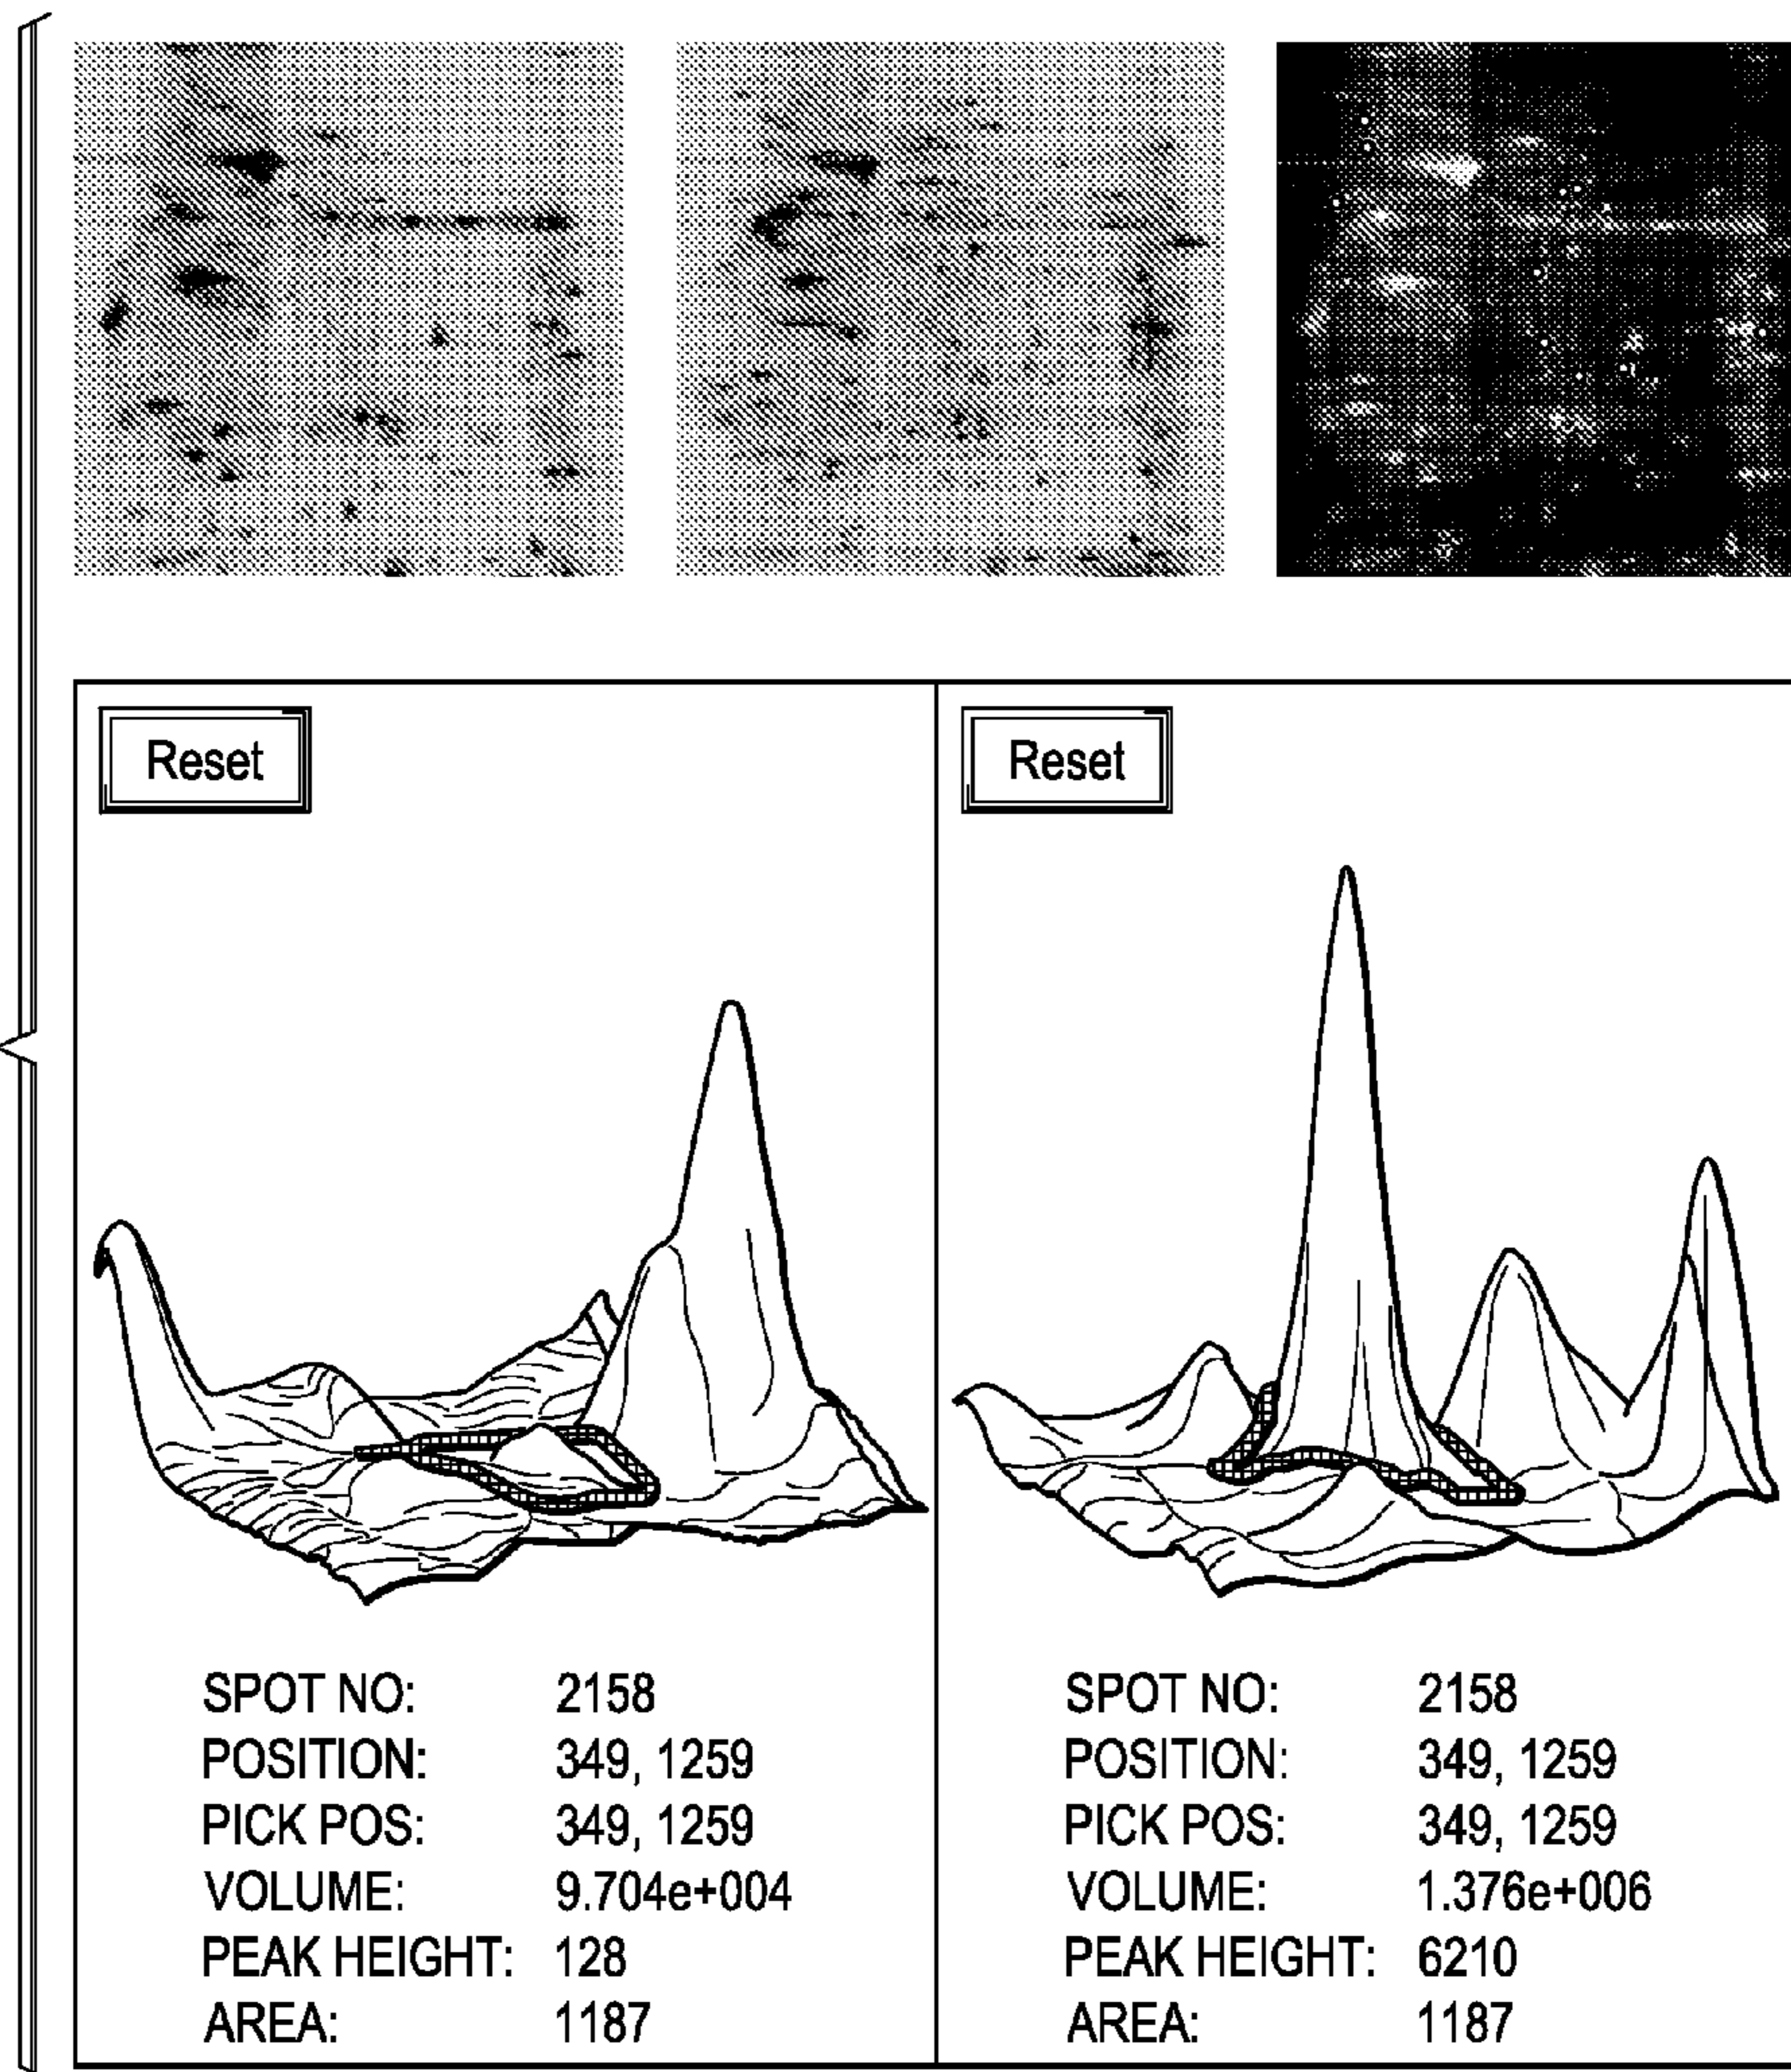 Reset
SPOT NO: 2158
POSITION: 349, 1259
PICK POS: 349, 1259
VOLUME: 9.704e+004
PEAK HEIGHT: 128
AREA: 1187
Reset
SPOT NO: 2158
POSITION: 349, 1259
PICK POS: 349, 1259
VOLUME: 1.376e+006
PEAK HEIGHT: 6210
AREA: 1187